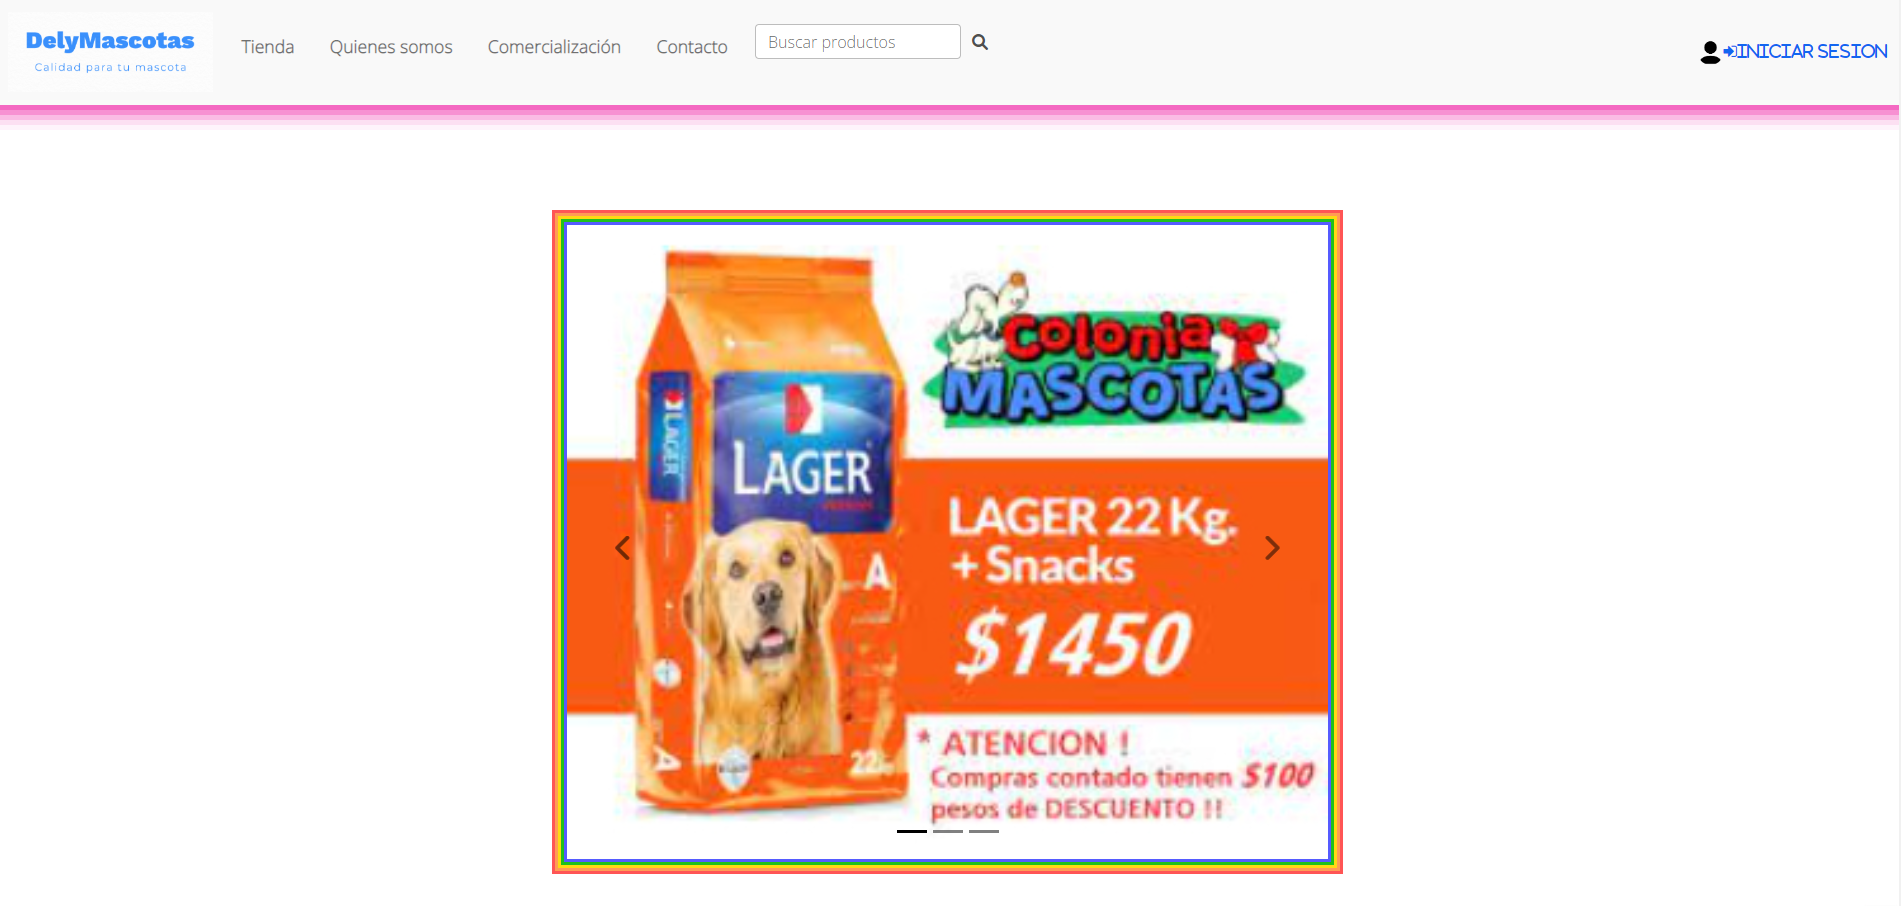 DelyMascotas
Calidad para tu mascota
Tienda
Quienes somos
Comercialización
Contacto
Buscar productos
INICIAR SESION
Colonia
MASCOTAS
LAGER
LAGER
A
A
22
LAGER 22 Kg.
+ Snacks
$1450
* ATENCION !
Compras contado tienen $100
pesos de DESCUENTO !!